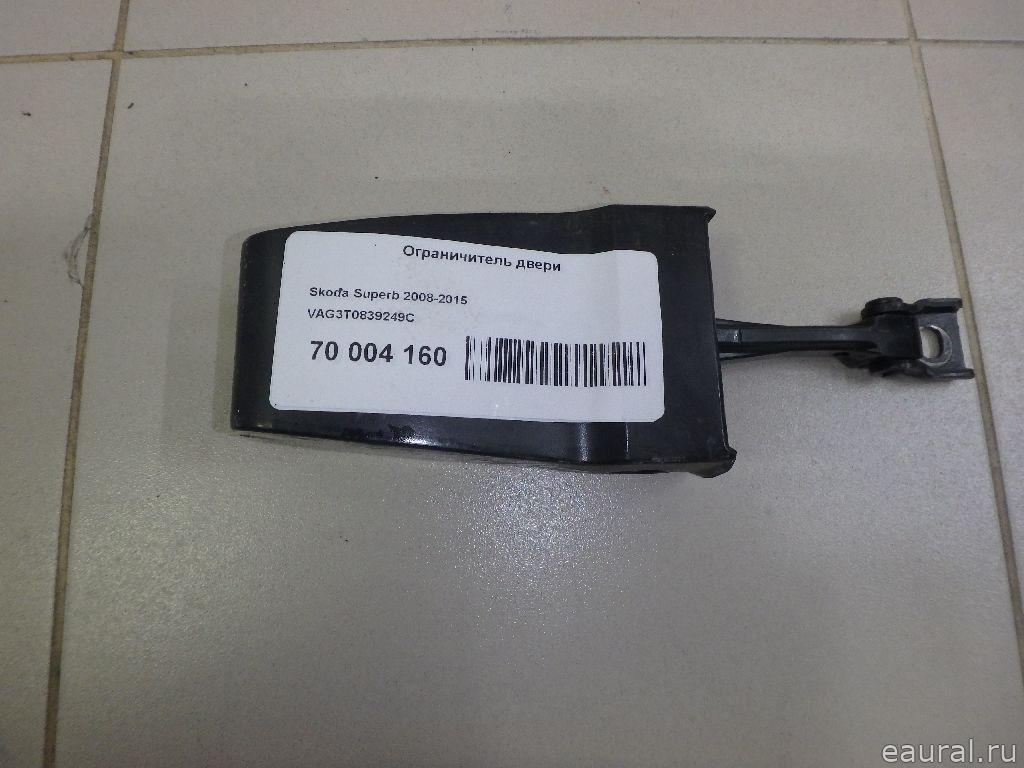 Ограничитель двери
Skoda Superb 2008-2015
VAG3T0839249C
70 004 160
eaural.ru